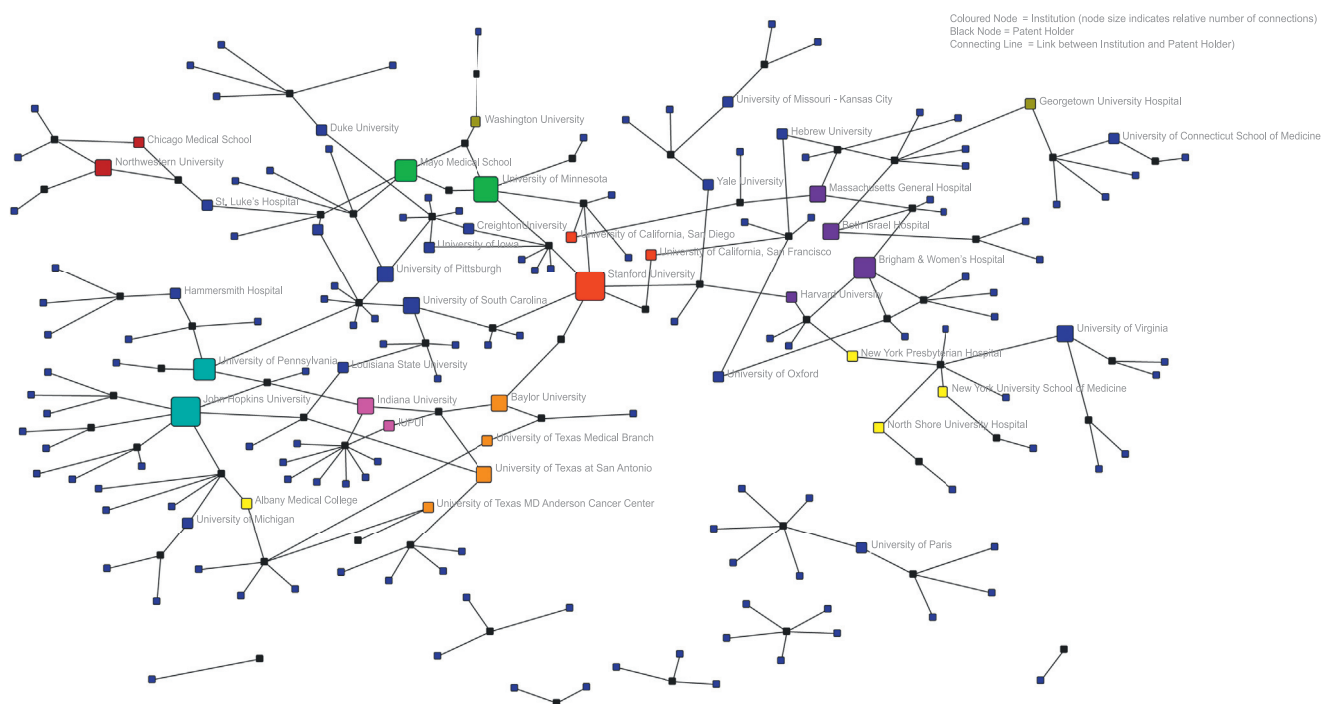 Coloured Node = Institution (node size indicates relative number of connections)
Black Node = Patent Holder
Connecting Line = Link between Institution and Patent Holder)
University of Missouri - Kansas City
Georgetown University Hospital
Washington University
Duke University
Hebrew University
University of Connecticut School of Medicine
Chicago Medical School
Northwestern University
Mayo Medical School
University of Minnesota
Yale University
Massachusetts General Hospital
St. Luke's Hospital
CreightonUniversity
University of California, San Diego
Beth Israel Hospital
University of Iowa
University of California, San Francisco
Brigham & Women's Hospital
University of Pittsburgh
Stanford University
Hammersmith Hospital
University of South Carolina
Harvard University
University of Virginia
University of Pennsylvania
Louisiana State University
New York Presbyterian Hospital
University of Oxford
New York University School of Medicine
John Hopkins University
Indiana University
Baylor University
IUPUI
University of Texas Medical Branch
North Shore University Hospital
University of Texas at San Antonio
Albany Medical College
University of Texas MD Anderson Cancer Center
University of Michigan
University of Paris